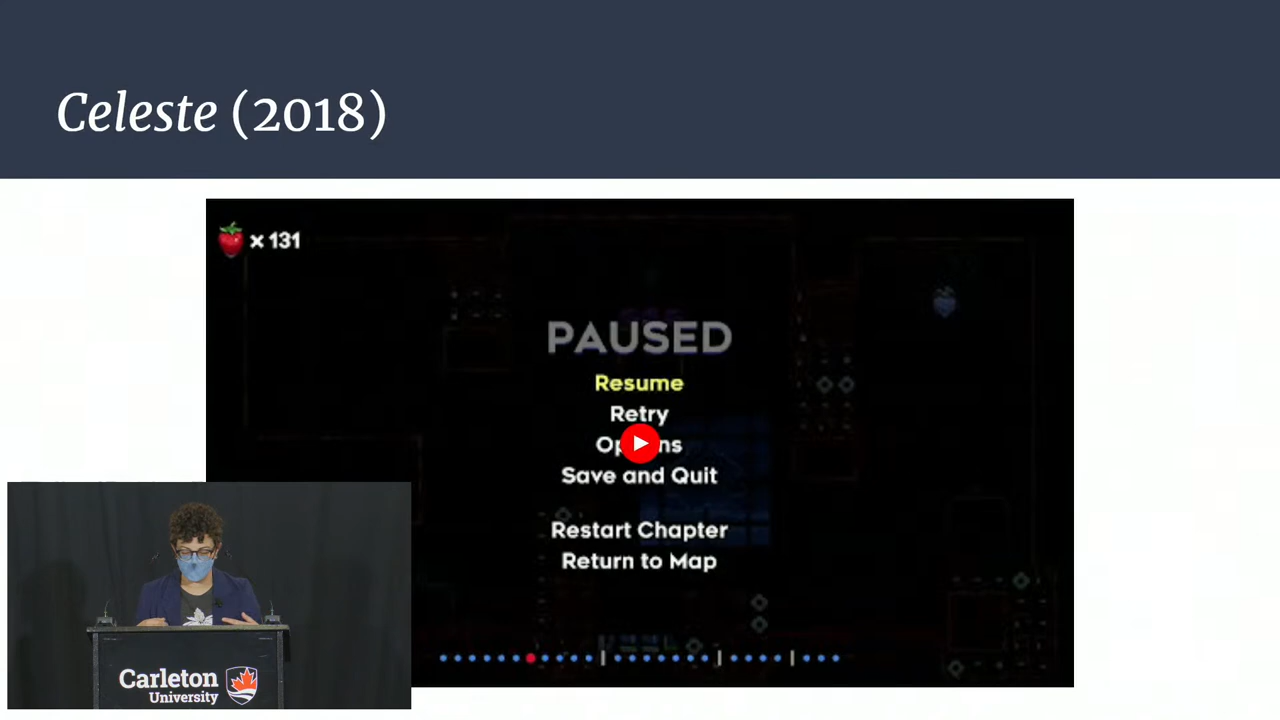 Celeste (2018)
x 131
PAUSED
Resume
Retry
Save and Quit
Restart Chapter
Return to Map
Carleton
University